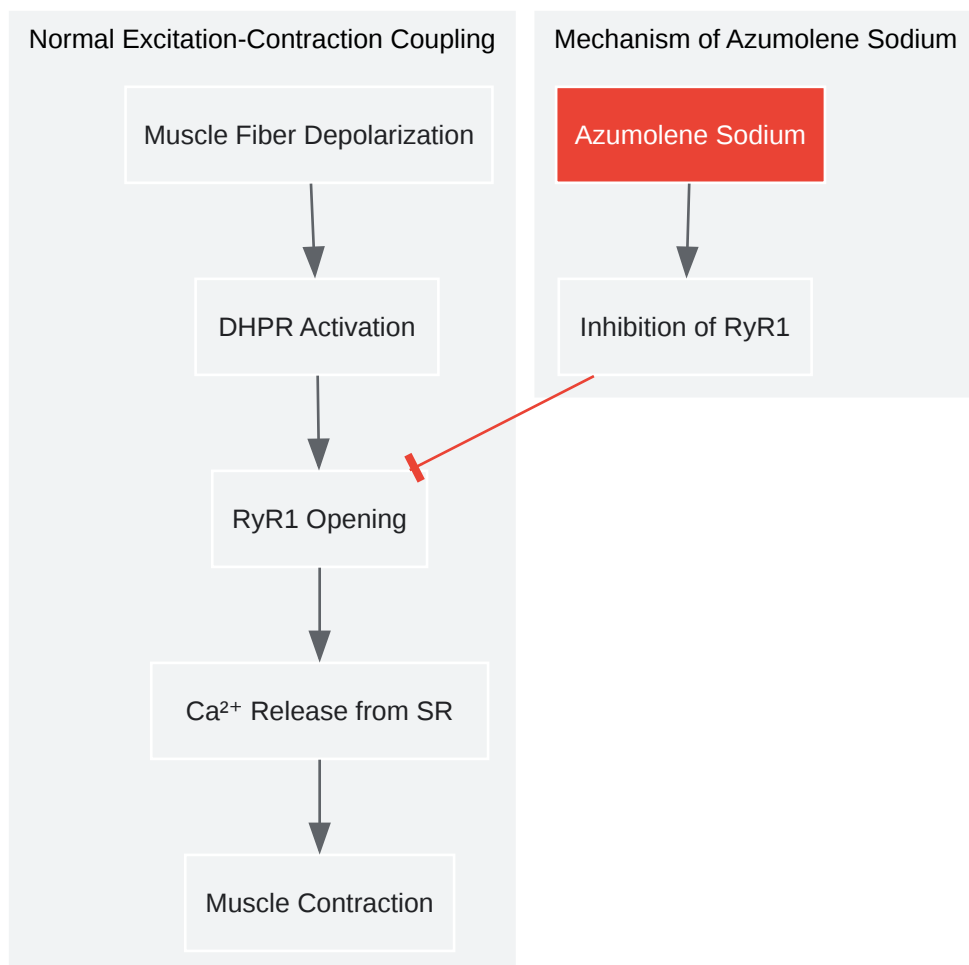 Normal Excitation-Contraction Coupling
Muscle Fiber Depolarization
DHPR Activation
RyR1 Opening
Ca²⁺ Release from SR
Muscle Contraction
Mechanism of Azumolene Sodium
Azumolene Sodium
Inhibition of RyR1